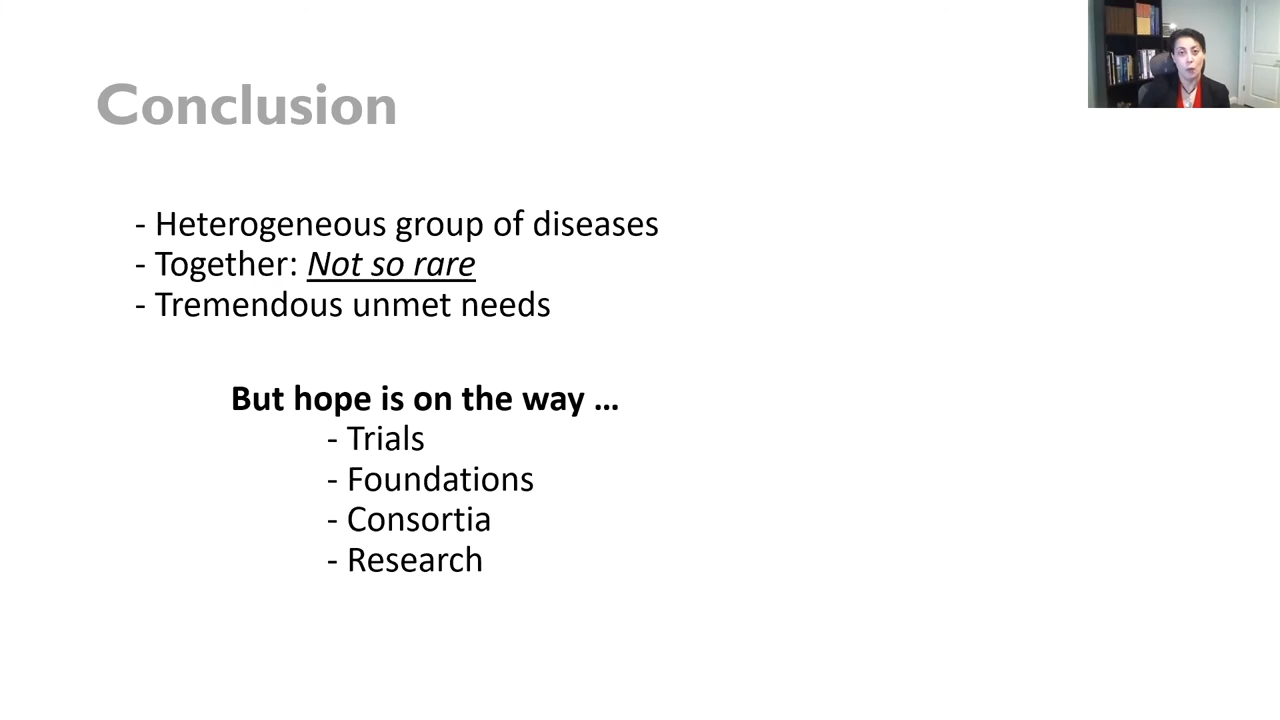 Conclusion
- Heterogeneous group of diseases
- Together: Not so rare
- Tremendous unmet needs
But hope is on the way ...
- Trials
- Foundations
- Consortia
- Research